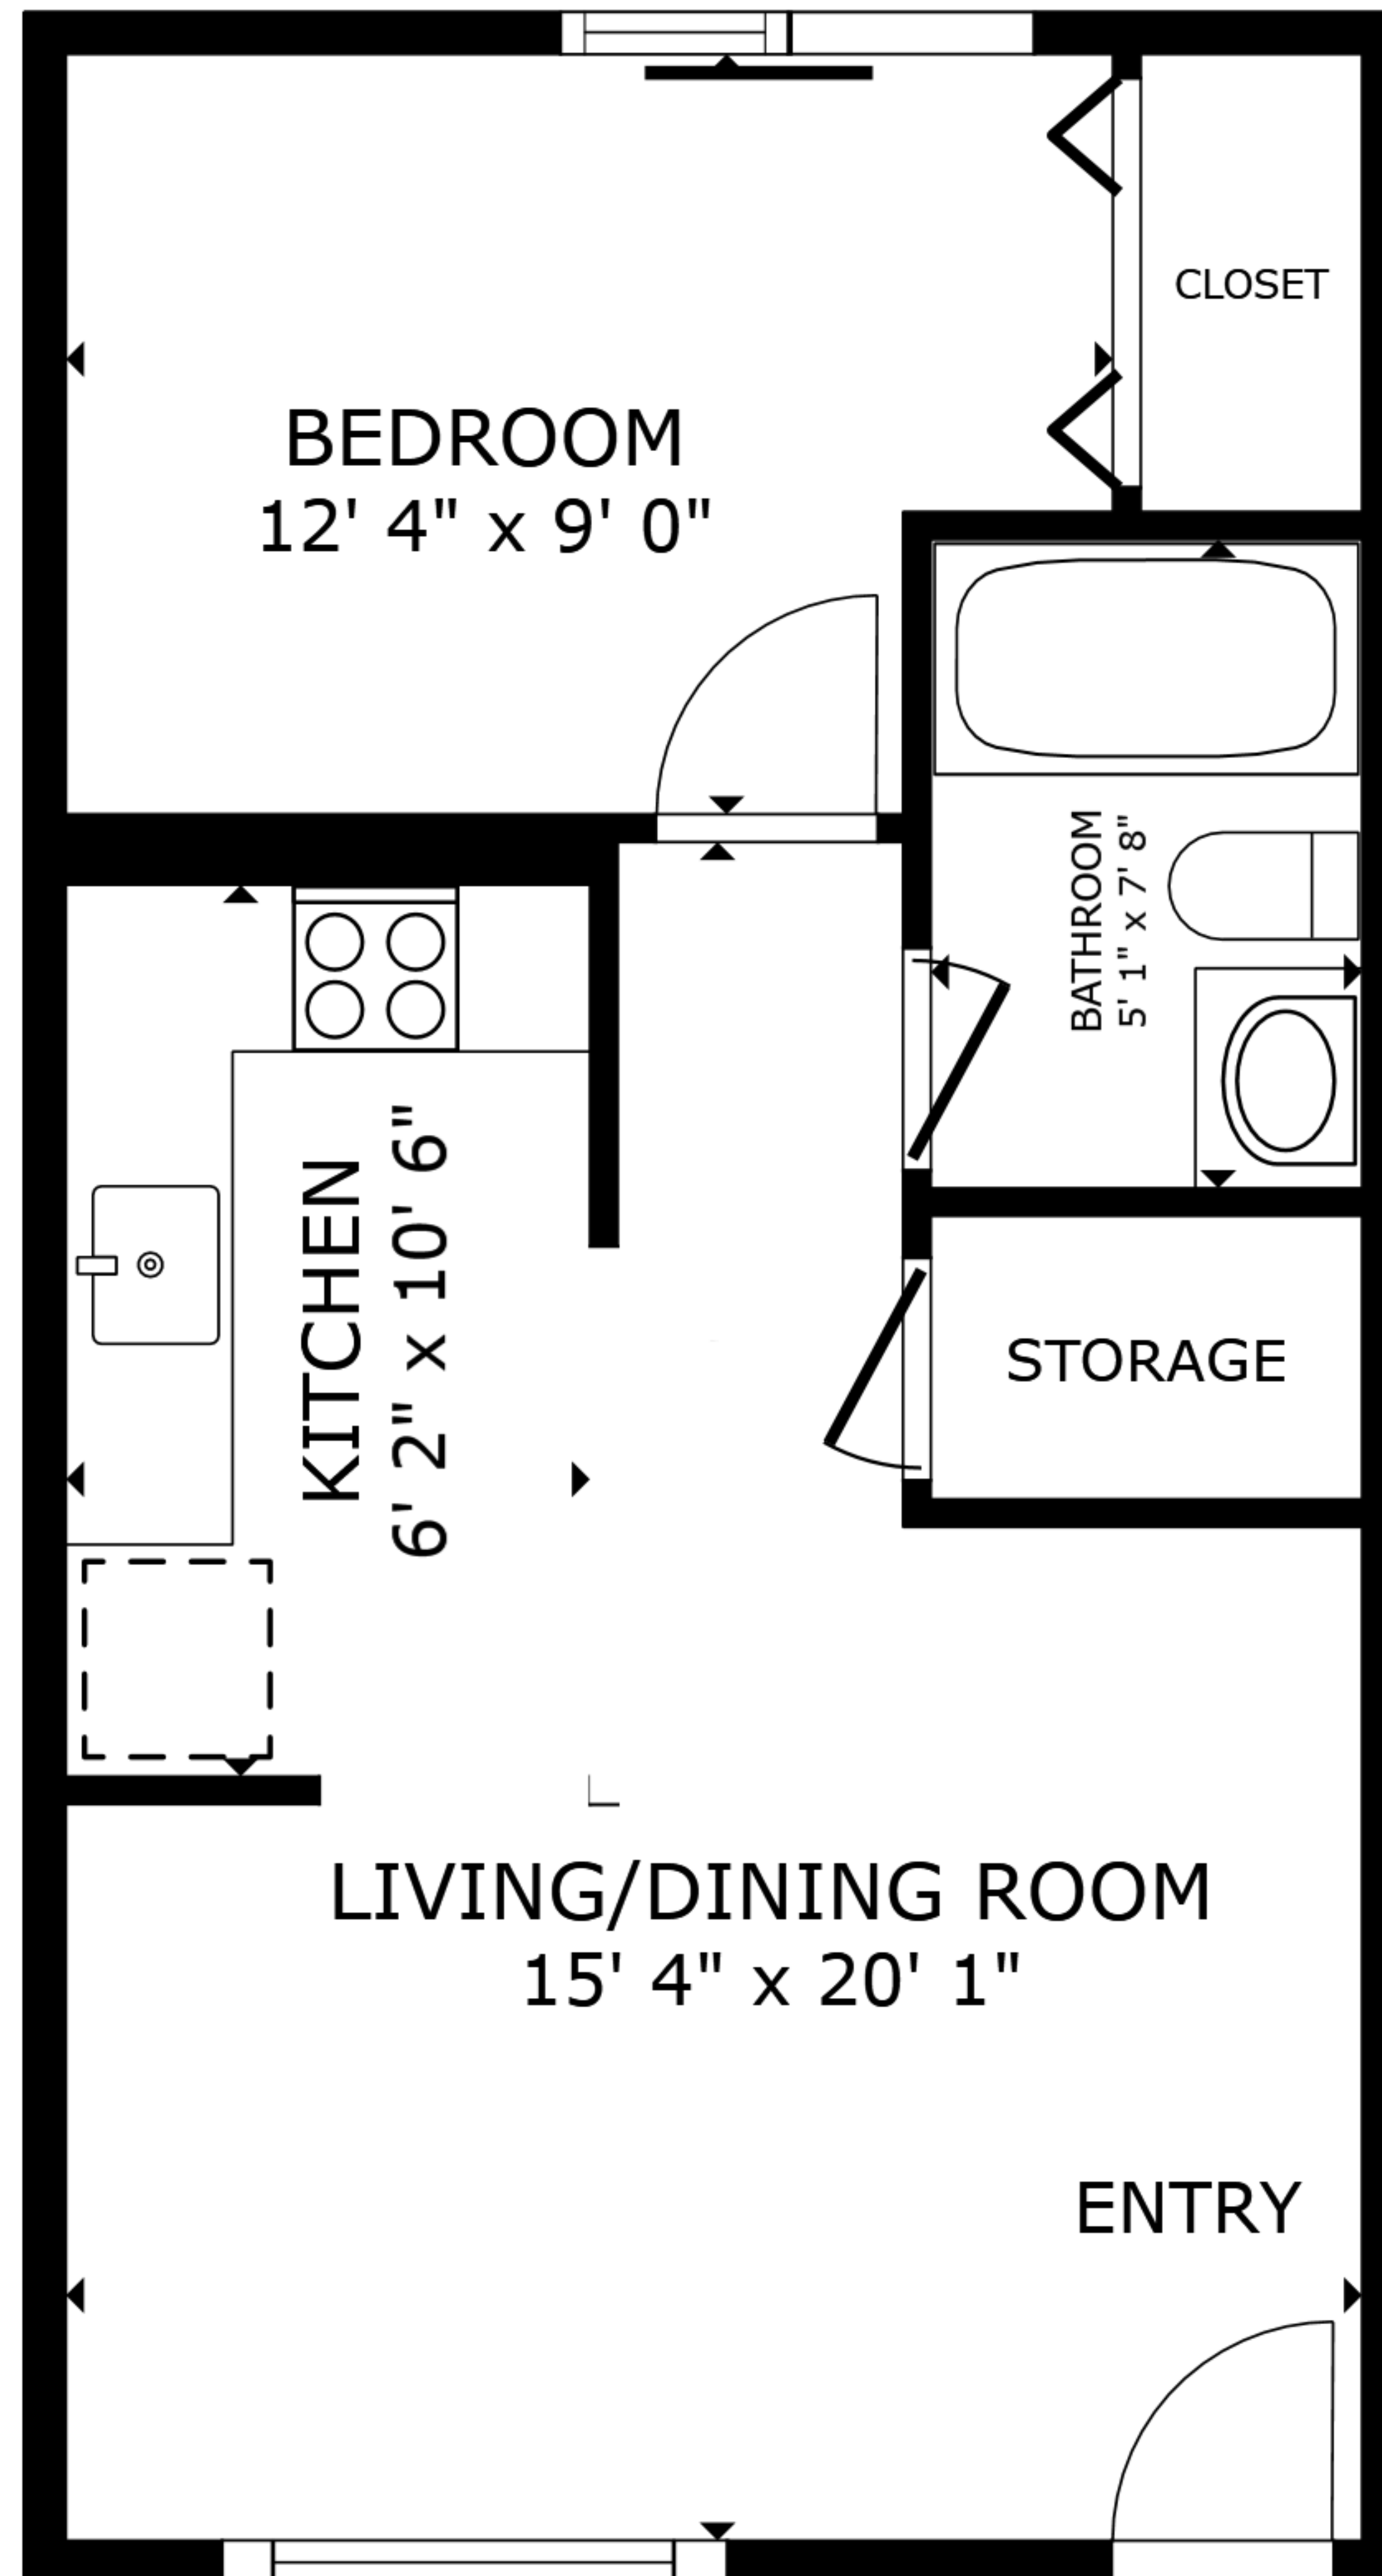 CLOSET
BEDROOM
12' 4" x 9' 0"
BATHROOM
5' 1" x 7' 8"
KITCHEN
6' 2" x 10' 6"
STORAGE
LIVING/DINING ROOM
15' 4" x 20' 1"
ENTRY